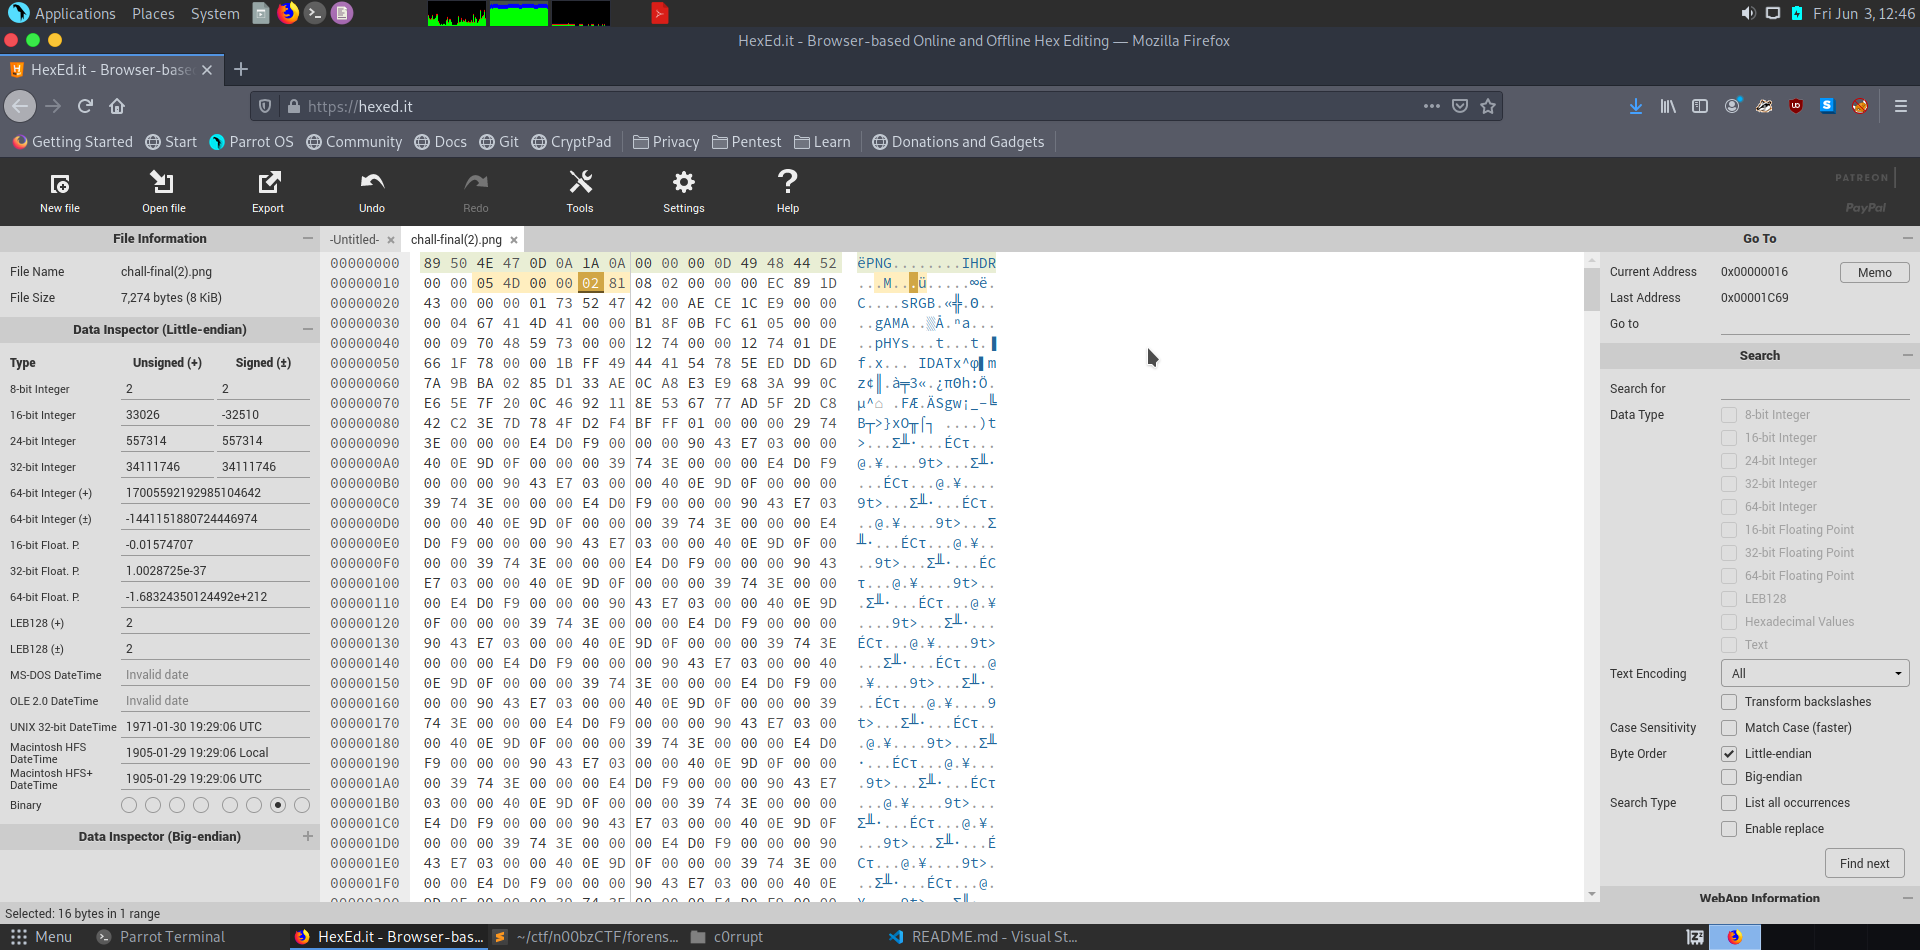 Applications Places System
Fri Jun 3, 12:46
HexEd.it - Browser-based Online and Offline Hex Editing — Mozilla Firefox
HexEd.it - Browser-base
https://hexed.it
Getting Started Start Parrot OS Community Docs Git CryptPad Privacy Pentest Learn Donations and Gadgets
New file Open file Export Undo Redo Tools Settings Help
PATREON
PayPal
File Information
File Name chall-final(2).png
File Size 7,274 bytes (8 KiB)
Data Inspector (Little-endian)
Type Unsigned (+) Signed (±)
8-bit Integer 2 2
16-bit Integer 33026 -32510
24-bit Integer 557314 557314
32-bit Integer 34111746 34111746
64-bit Integer (+) 17005592192985104642
64-bit Integer (±) -1441151880724446974
16-bit Float. P. -0.01574707
32-bit Float. P. 1.0028725e-37
64-bit Float. P. -1.68324350124492e+212
LEB128 (+) 2
LEB128 (±) 2
MS-DOS DateTime Invalid date
OLE 2.0 DateTime Invalid date
UNIX 32-bit DateTime 1971-01-30 19:29:06 UTC
Macintosh HFS DateTime 1905-01-29 19:29:06 Local
Macintosh HFS+ DateTime 1905-01-29 19:29:06 UTC
Binary
Data Inspector (Big-endian)
-Untitled- chall-final(2).png
00000000 89 50 4E 47 0D 0A 1A 0A 00 00 00 0D 49 48 44 52 ëPNG........IHDR
00000010 00 00 05 4D 00 00 02 81 08 02 00 00 00 EC 89 1D
00000020 43 00 00 00 01 73 52 47 42 00 AE CE 1C E9 00 00
00000030 00 04 67 41 4D 41 00 00 B1 8F 0B FC 61 05 00 00
00000040 00 09 70 48 59 73 00 00 12 74 00 00 12 74 01 DE
00000050 66 1F 78 00 00 1B FF 49 44 41 54 78 5E ED DD 6D
00000060 7A 9B BA 02 85 D1 33 AE 0C A8 E3 E9 68 3A 99 0C
00000070 E6 5E 7F 20 0C 46 92 11 8E 53 67 77 AD 5F 2D C8
00000080 42 C2 3E 7D 78 4F D2 F4 BF FF 01 00 00 00 29 74
00000090 3E 00 00 00 E4 D0 F9 00 00 00 90 43 E7 03 00 00
000000A0 40 0E 9D 0F 00 00 00 39 74 3E 00 00 00 E4 D0 F9
000000B0 00 00 00 90 43 E7 03 00 00 40 0E 9D 0F 00 00 00
000000C0 39 74 3E 00 00 00 E4 D0 F9 00 00 00 90 43 E7 03
000000D0 00 00 40 0E 9D 0F 00 00 00 39 74 3E 00 00 00 E4
000000E0 D0 F9 00 00 00 90 43 E7 03 00 00 40 0E 9D 0F 00
000000F0 00 00 39 74 3E 00 00 00 E4 D0 F9 00 00 00 90 43
00000100 E7 03 00 00 40 0E 9D 0F 00 00 00 39 74 3E 00 00
00000110 00 E4 D0 F9 00 00 00 90 43 E7 03 00 00 40 0E 9D
00000120 0F 00 00 00 39 74 3E 00 00 00 E4 D0 F9 00 00 00
00000130 90 43 E7 03 00 00 40 0E 9D 0F 00 00 00 39 74 3E
00000140 00 00 00 E4 D0 F9 00 00 00 90 43 E7 03 00 00 40
00000150 0E 9D 0F 00 00 00 39 74 3E 00 00 00 E4 D0 F9 00
00000160 00 00 90 43 E7 03 00 00 40 0E 9D 0F 00 00 00 39
00000170 74 3E 00 00 00 E4 D0 F9 00 00 00 90 43 E7 03 00
00000180 00 40 0E 9D 0F 00 00 00 39 74 3E 00 00 00 E4 D0
00000190 F9 00 00 00 90 43 E7 03 00 00 40 0E 9D 0F 00 00
000001A0 00 39 74 3E 00 00 00 E4 D0 F9 00 00 00 90 43 E7
000001B0 03 00 00 40 0E 9D 0F 00 00 00 39 74 3E 00 00 00
000001C0 E4 D0 F9 00 00 00 90 43 E7 03 00 00 40 0E 9D 0F
000001D0 00 00 00 39 74 3E 00 00 00 E4 D0 F9 00 00 00 90
000001E0 43 E7 03 00 00 40 0E 9D 0F 00 00 00 39 74 3E 00
000001F0 00 00 E4 D0 F9 00 00 00 90 43 E7 03 00 00 40 0E
Go To
Current Address 0x00000016 Memo
Last Address 0x00001C69
Go to
Search
Search for
Data Type 8-bit Integer
16-bit Integer
24-bit Integer
32-bit Integer
64-bit Integer
16-bit Floating Point
32-bit Floating Point
64-bit Floating Point
LEB128
Hexadecimal Values
Text
Text Encoding All
Transform backslashes
Case Sensitivity Match Case (faster)
Byte Order Little-endian
Big-endian
Search Type List all occurrences
Enable replace
Find next
WebApp Information
Selected: 16 bytes in 1 range
Menu Parrot Terminal HexEd.it - Browser-bas... ~/ctf/n00bzCTF/forens... c0rrupt README.md - Visual St...